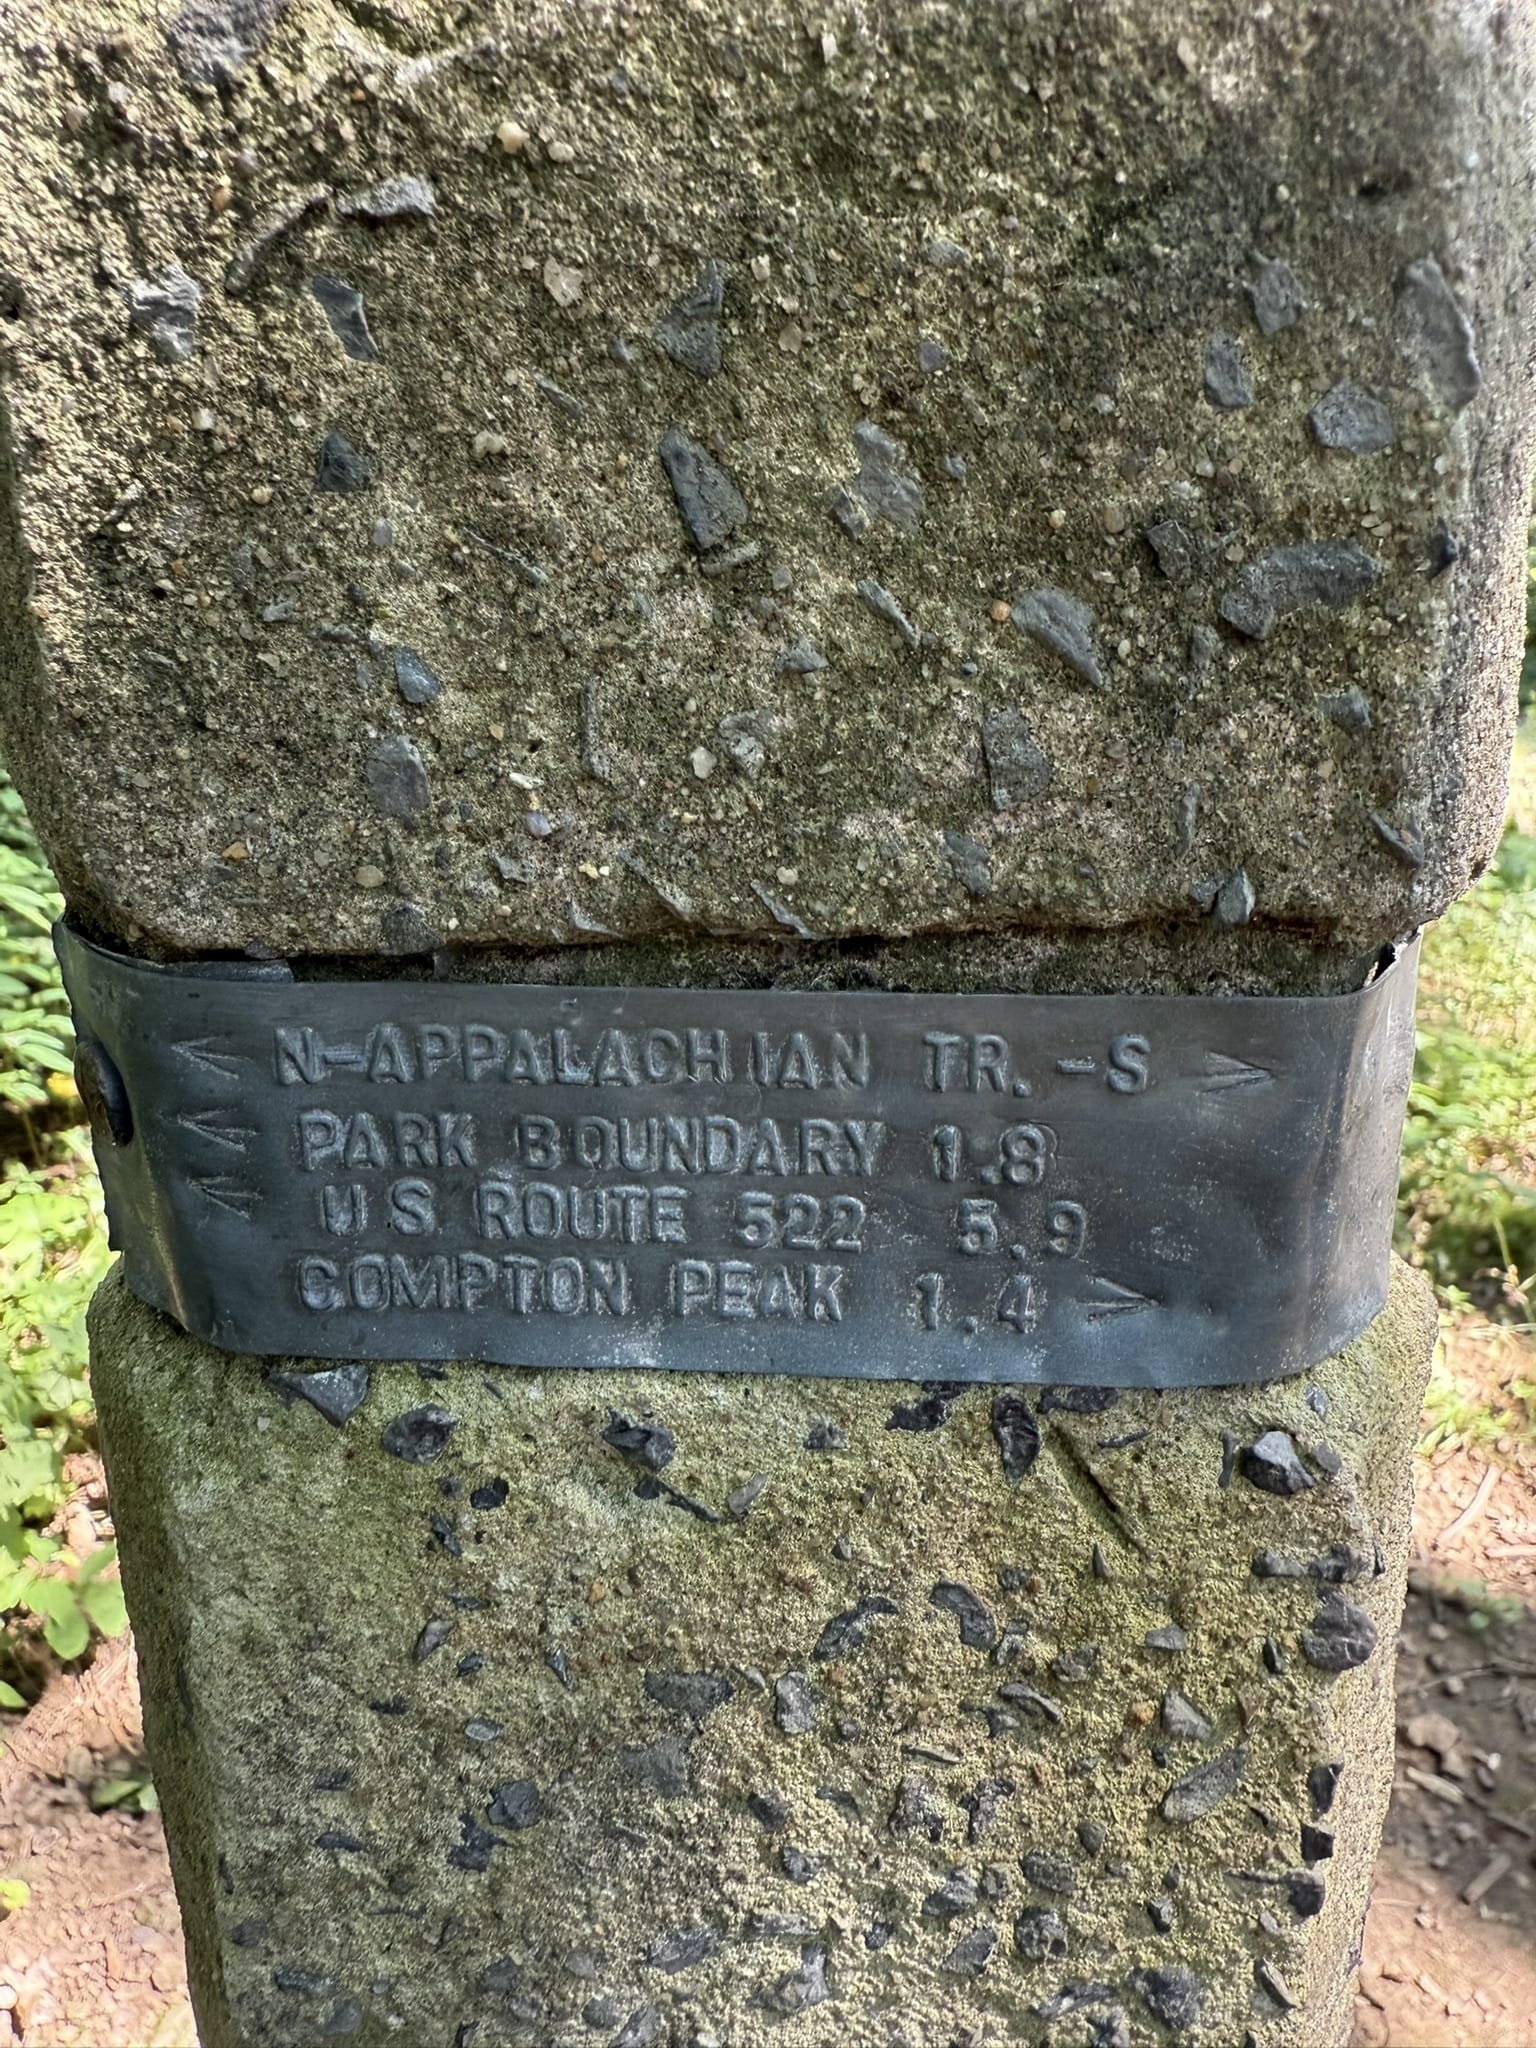 <— N-APPALACHIAN TR. -S —>
<— PARK BOUNDARY 1.8
<— U S ROUTE 522 5.9
COMPTON PEAK 1.4 —>